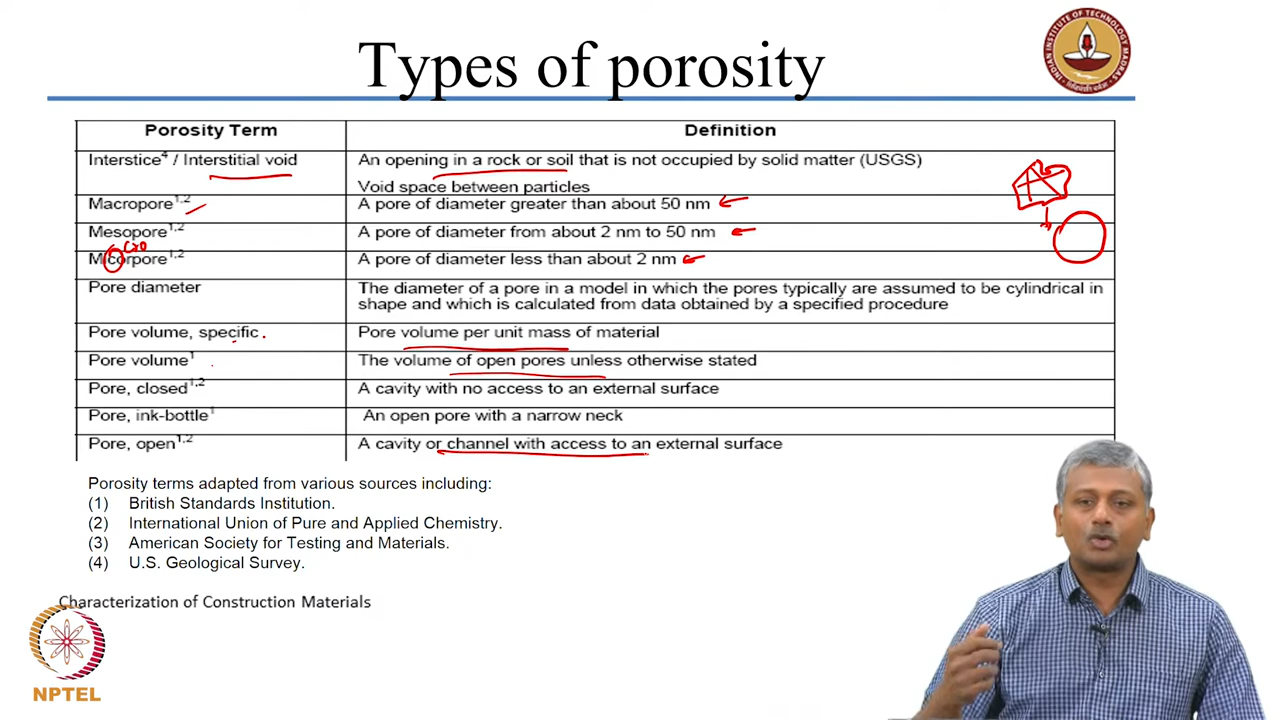 Types of porosity
INDIAN INSTITUTE OF TECHNOLOGY MADRAS
Porosity Term Definition
Interstice4 / Interstitial void An opening in a rock or soil that is not occupied by solid matter (USGS)
Void space between particles
Macropore1,2 A pore of diameter greater than about 50 nm
Mesopore1,2 A pore of diameter from about 2 nm to 50 nm
cro
Micorpore1,2 A pore of diameter less than about 2 nm
Pore diameter The diameter of a pore in a model in which the pores typically are assumed to be cylindrical in
shape and which is calculated from data obtained by a specified procedure
Pore volume, specific Pore volume per unit mass of material
Pore volume1 The volume of open pores unless otherwise stated
Pore, closed1,2 A cavity with no access to an external surface
Pore, ink-bottle1 An open pore with a narrow neck
Pore, open1,2 A cavity or channel with access to an external surface
Porosity terms adapted from various sources including:
(1) British Standards Institution.
(2) International Union of Pure and Applied Chemistry.
(3) American Society for Testing and Materials.
(4) U.S. Geological Survey.
Characterization of Construction Materials
NPTEL